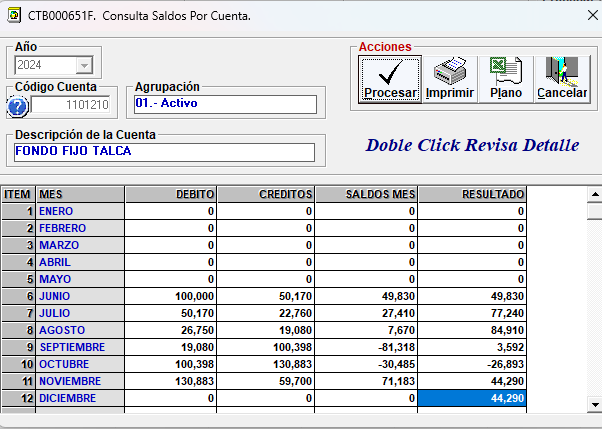 CTB000651F. Consulta Saldos Por Cuenta.
Año
2024
Código Cuenta
1101210
Agrupación
01.- Activo
Acciones
Procesar Imprimir Plano Cancelar
Descripción de la Cuenta
FONDO FIJO TALCA
Doble Click Revisa Detalle
ITEM MES DEBITO CREDITOS SALDOS MES RESULTADO
1 ENERO 0 0 0 0
2 FEBRERO 0 0 0 0
3 MARZO 0 0 0 0
4 ABRIL 0 0 0 0
5 MAYO 0 0 0 0
6 JUNIO 100,000 50,170 49,830 49,830
7 JULIO 50,170 22,760 27,410 77,240
8 AGOSTO 26,750 19,080 7,670 84,910
9 SEPTIEMBRE 19,080 100,398 -81,318 3,592
10 OCTUBRE 100,398 130,883 -30,485 -26,893
11 NOVIEMBRE 130,883 59,700 71,183 44,290
12 DICIEMBRE 0 0 0 44,290